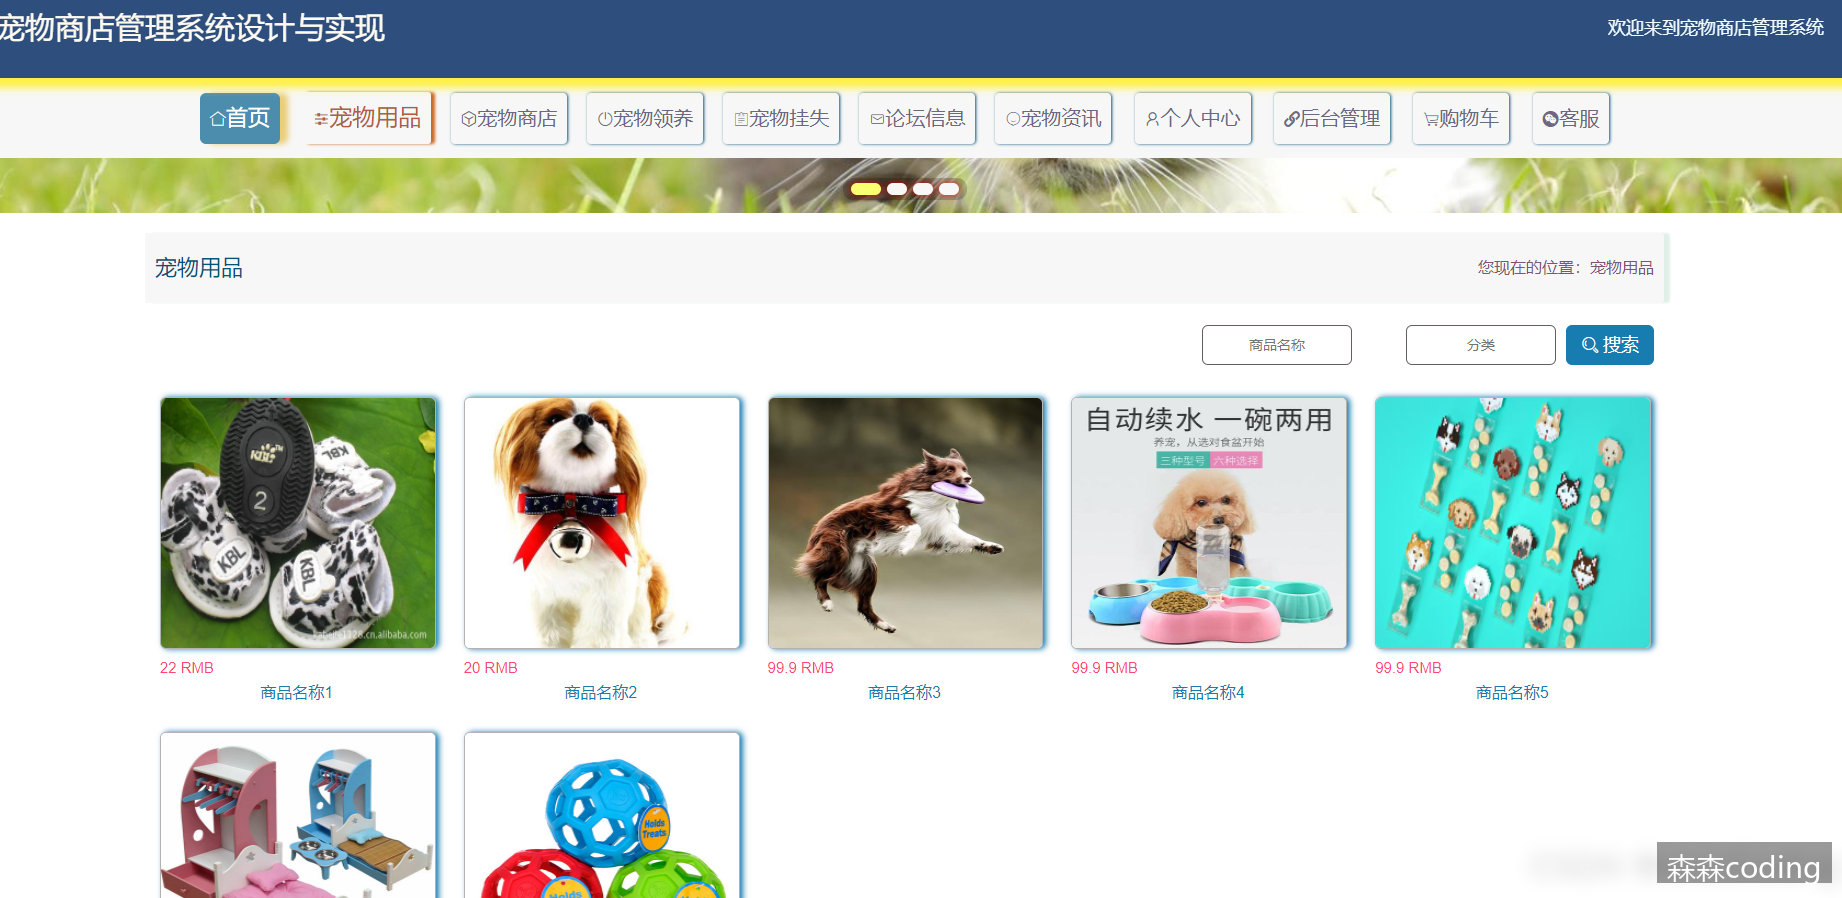 宠物商店管理系统设计与实现
欢迎来到宠物商店管理系统
首页
宠物用品
宠物商店
宠物领养
宠物挂失
论坛信息
宠物资讯
个人中心
后台管理
购物车
客服
宠物用品
您现在的位置：宠物用品
商品名称
分类
搜索
KBL™
2
KBL
KBL
KBL
自动续水 一碗两用
养宠，从选对食盆开始
三种型号 六种选择
22 RMB
20 RMB
99.9 RMB
99.9 RMB
99.9 RMB
商品名称1
商品名称2
商品名称3
商品名称4
商品名称5
Holds
Treats
Holds
森森coding